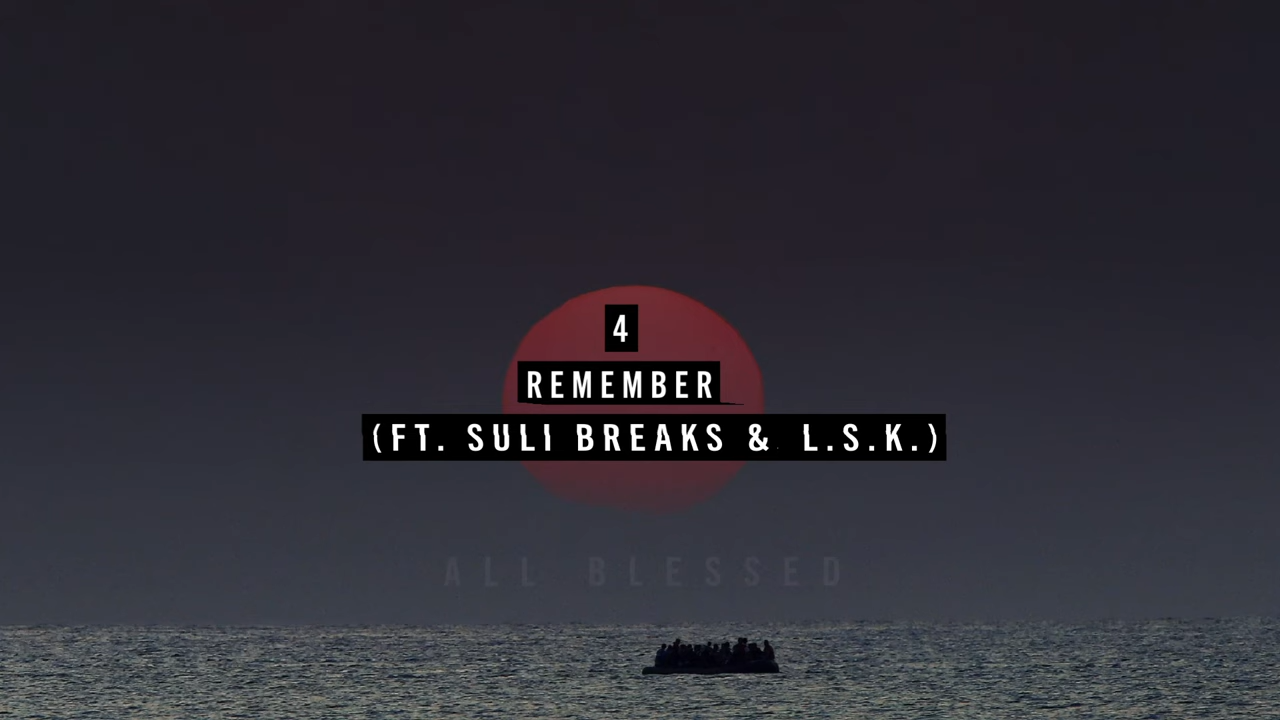 4
REMEMBER
(FT. SULI BREAKS & L.S.K.)
ALL BLESSED